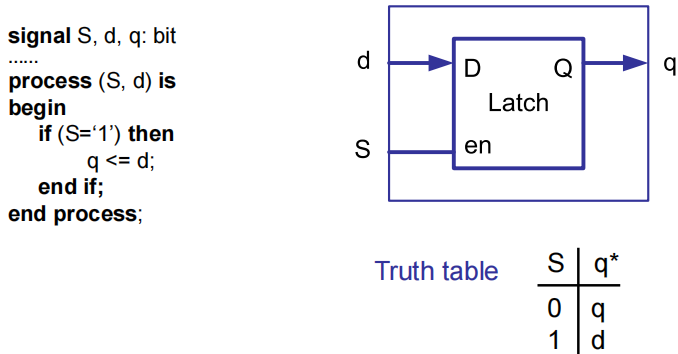 signal S, d, q: bit
......
process (S, d) is
begin
if (S=‘1’) then
q <= d;
end if;
end process;
d
D
Q
q
Latch
S
en
Truth table
S q*
0 q
1 d